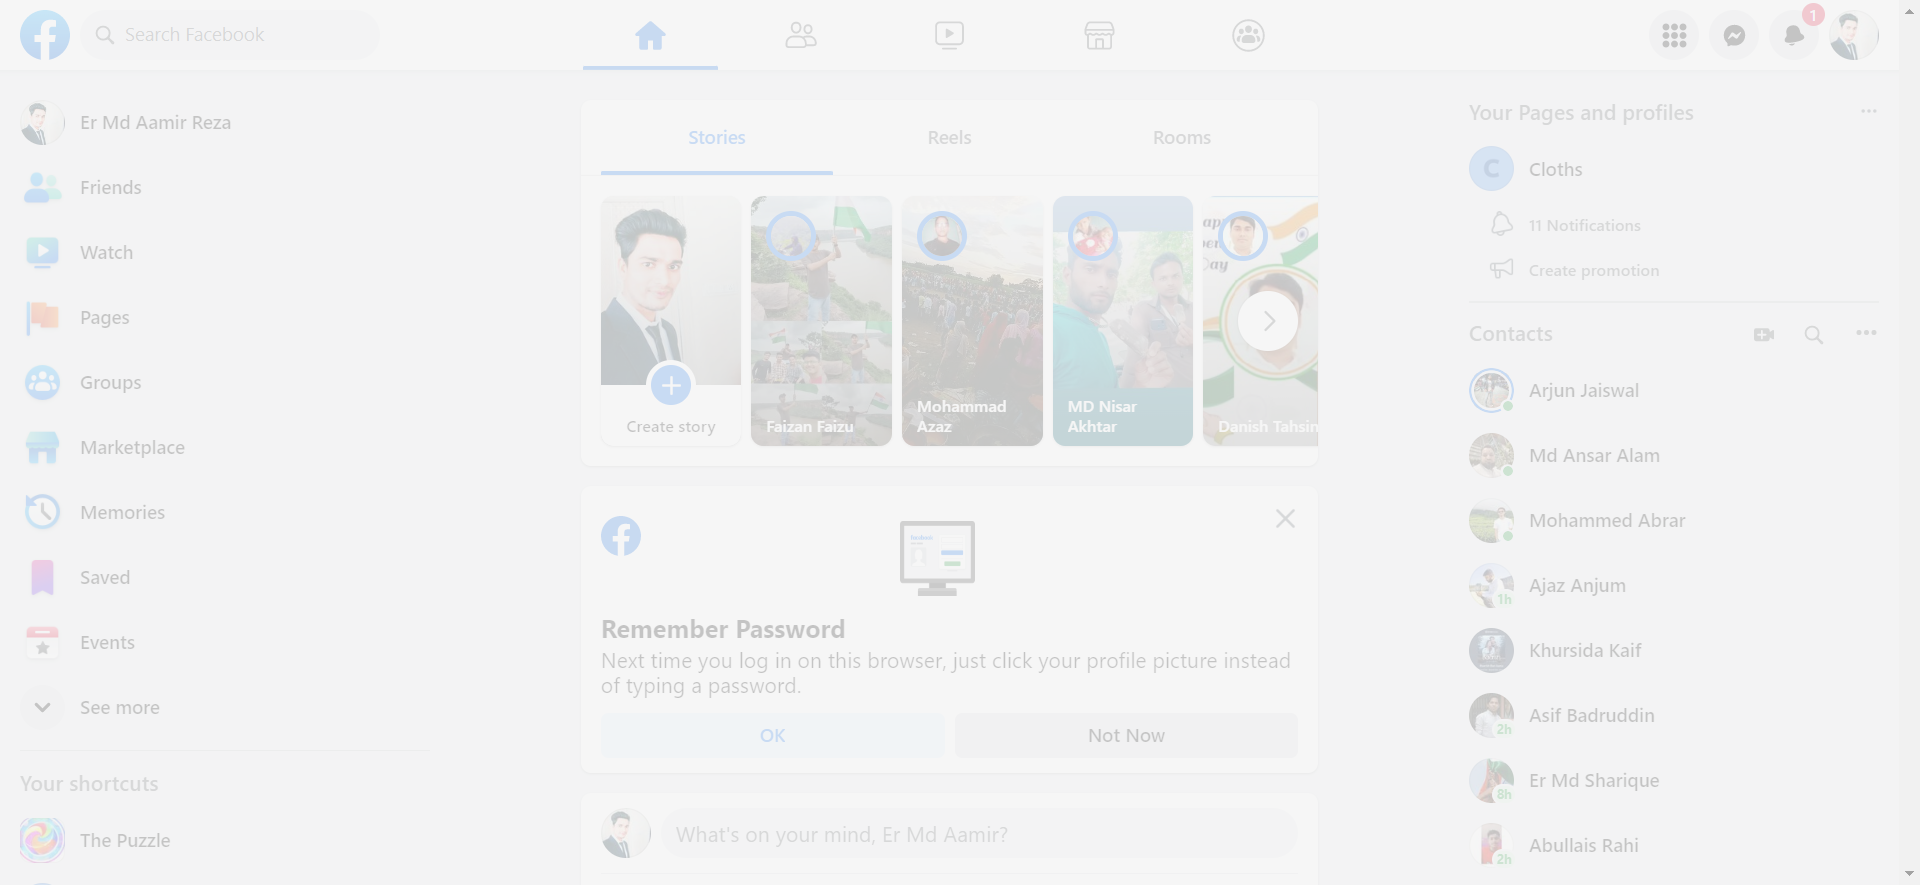 Search Facebook
1
Er Md Aamir Reza
Friends
Watch
Pages
Groups
Marketplace
Memories
Saved
Events
See more
Your shortcuts
The Puzzle
Stories
Reels
Rooms
Create story
Faizan Faizu
Mohammad
Azaz
MD Nisar
Akhtar
Danish Tahsin
Remember Password
Next time you log in on this browser, just click your profile picture instead
of typing a password.
OK
Not Now
What's on your mind, Er Md Aamir?
Your Pages and profiles
C
Cloths
11 Notifications
Create promotion
Contacts
Arjun Jaiswal
Md Ansar Alam
Mohammed Abrar
Ajaz Anjum
1h
Khursida Kaif
Asif Badruddin
2h
Er Md Sharique
8h
Abullais Rahi
2h